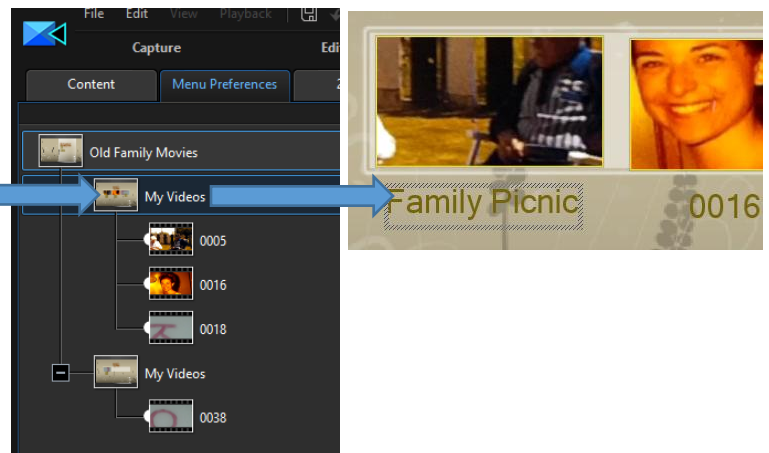 File Edit View Playback
Capture
Content Menu Preferences
Old Family Movies
My Videos
0005
0016
0018
My Videos
0038
Family Picnic 0016